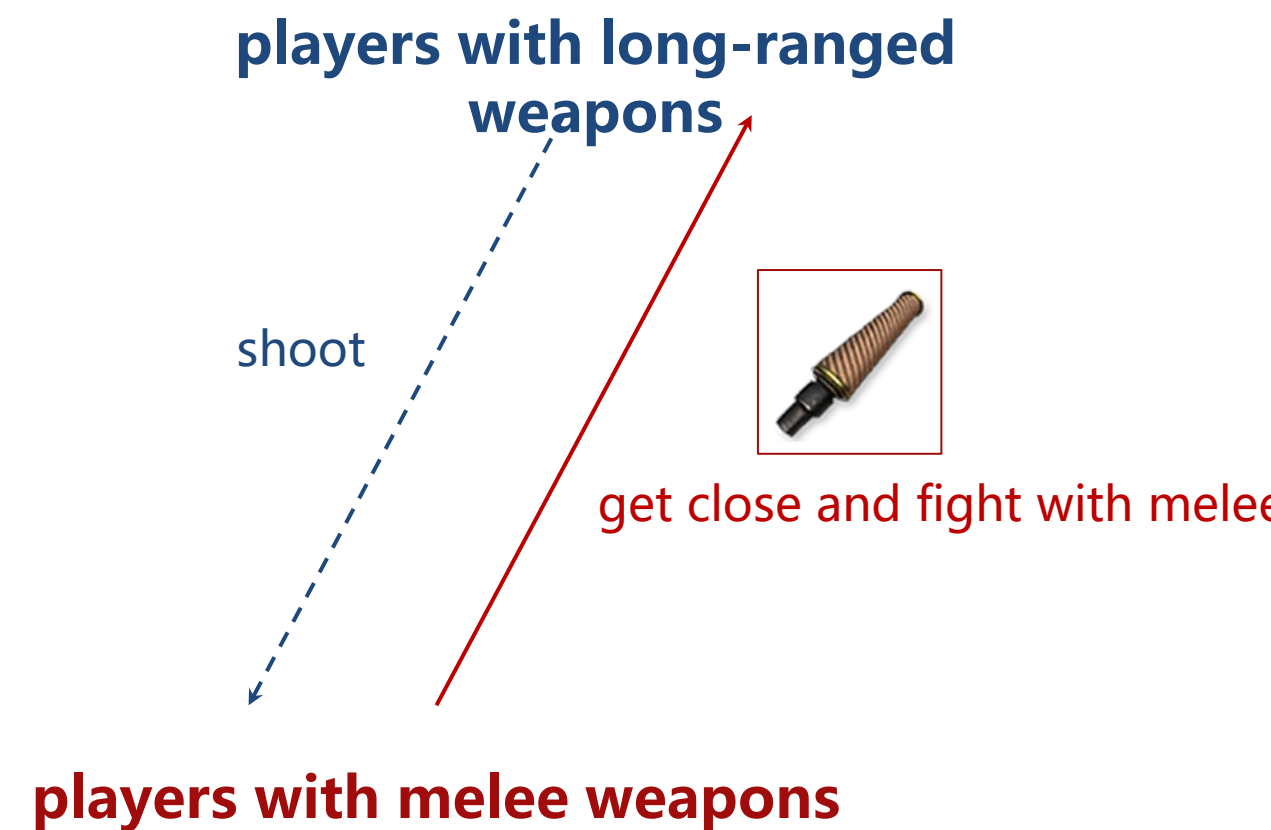 players with long-ranged
weapons
shoot
get close and fight with melee
players with melee weapons